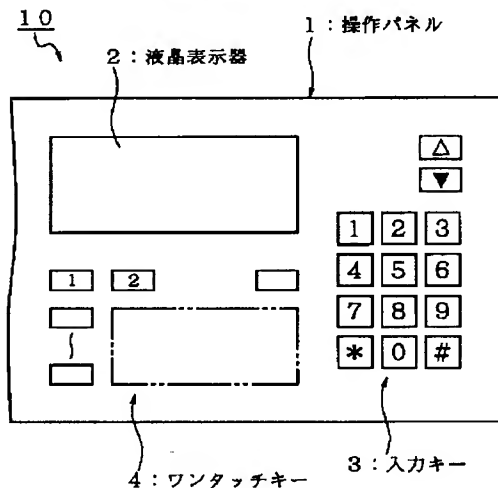 10
1:操作パネル
2:液晶表示器
△
▼
1 2 3
4 5 6
7 8 9
* 0 #
1 2
4:ワンタッチキー
3:入力キー